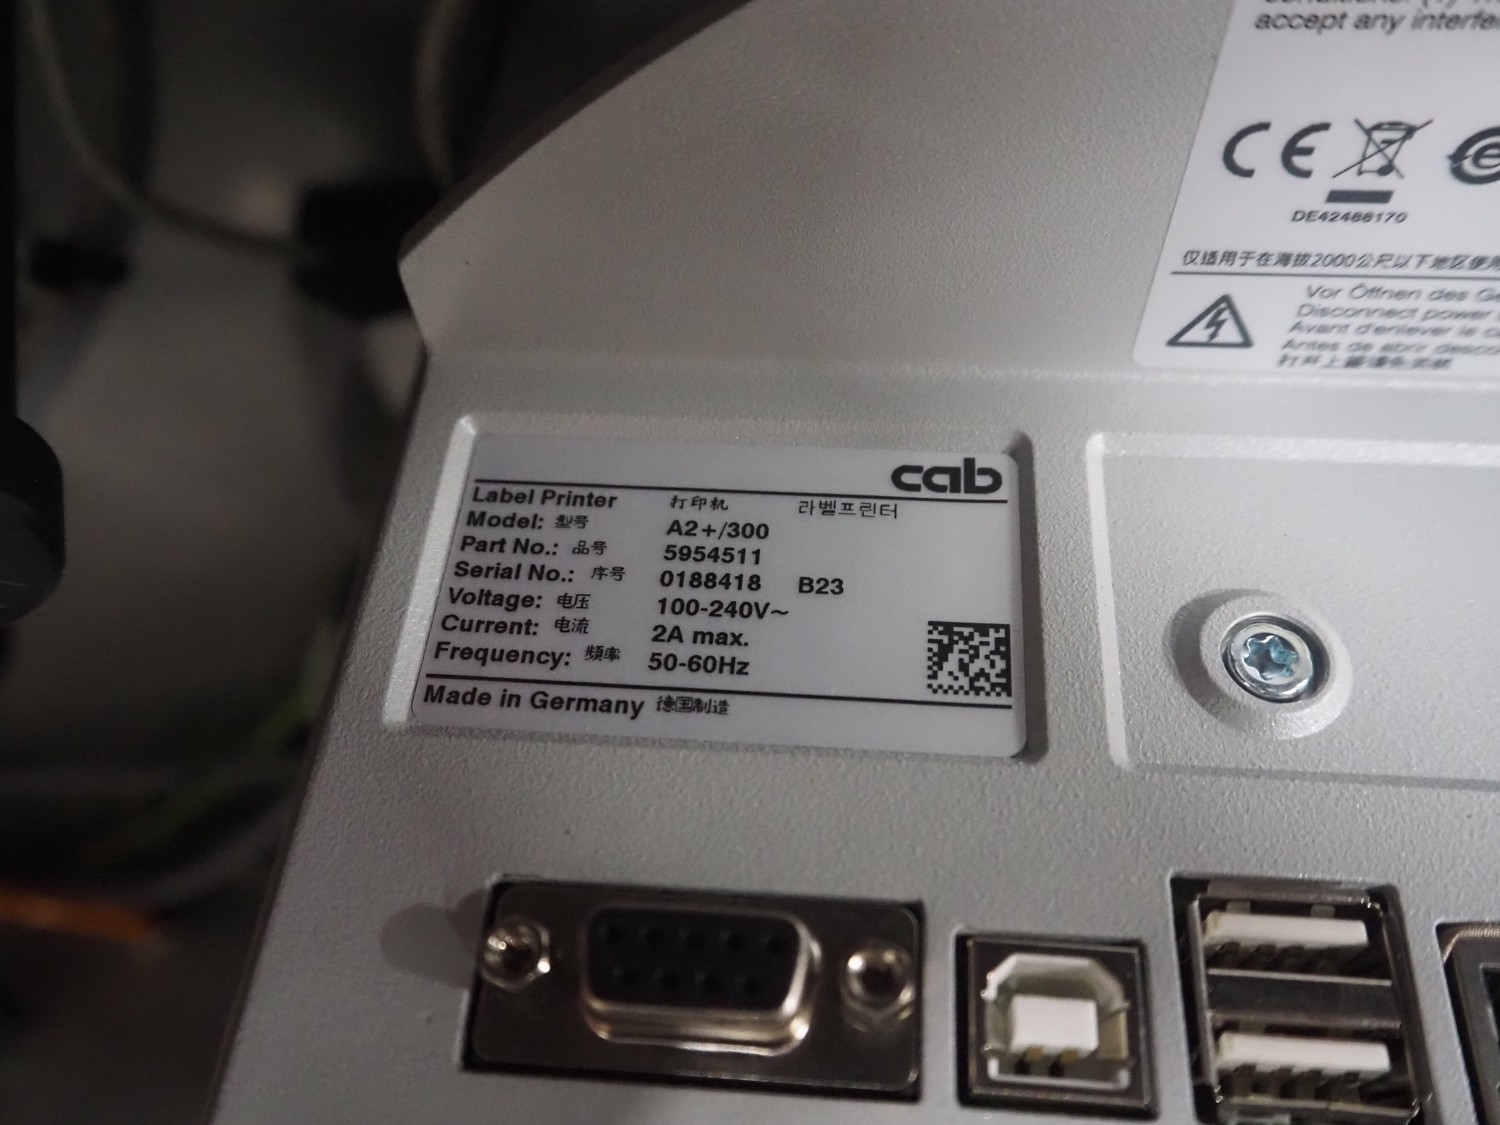 accept any interfe
CE
DE42488170
仅适用于在海拔2000公尺以下地区使用
Vor Öffnen des Ge
Disconnect power
Avant d'enlever le c
Antes de abrir desco
cab
Label Printer 打印机 라벨프린터
Model: 型号 A2+/300
Part No.: 品号 5954511
Serial No.: 序号 0188418 B23
Voltage: 电压 100-240V~
Current: 电流 2A max.
Frequency: 频率 50-60Hz
Made in Germany 德国制造